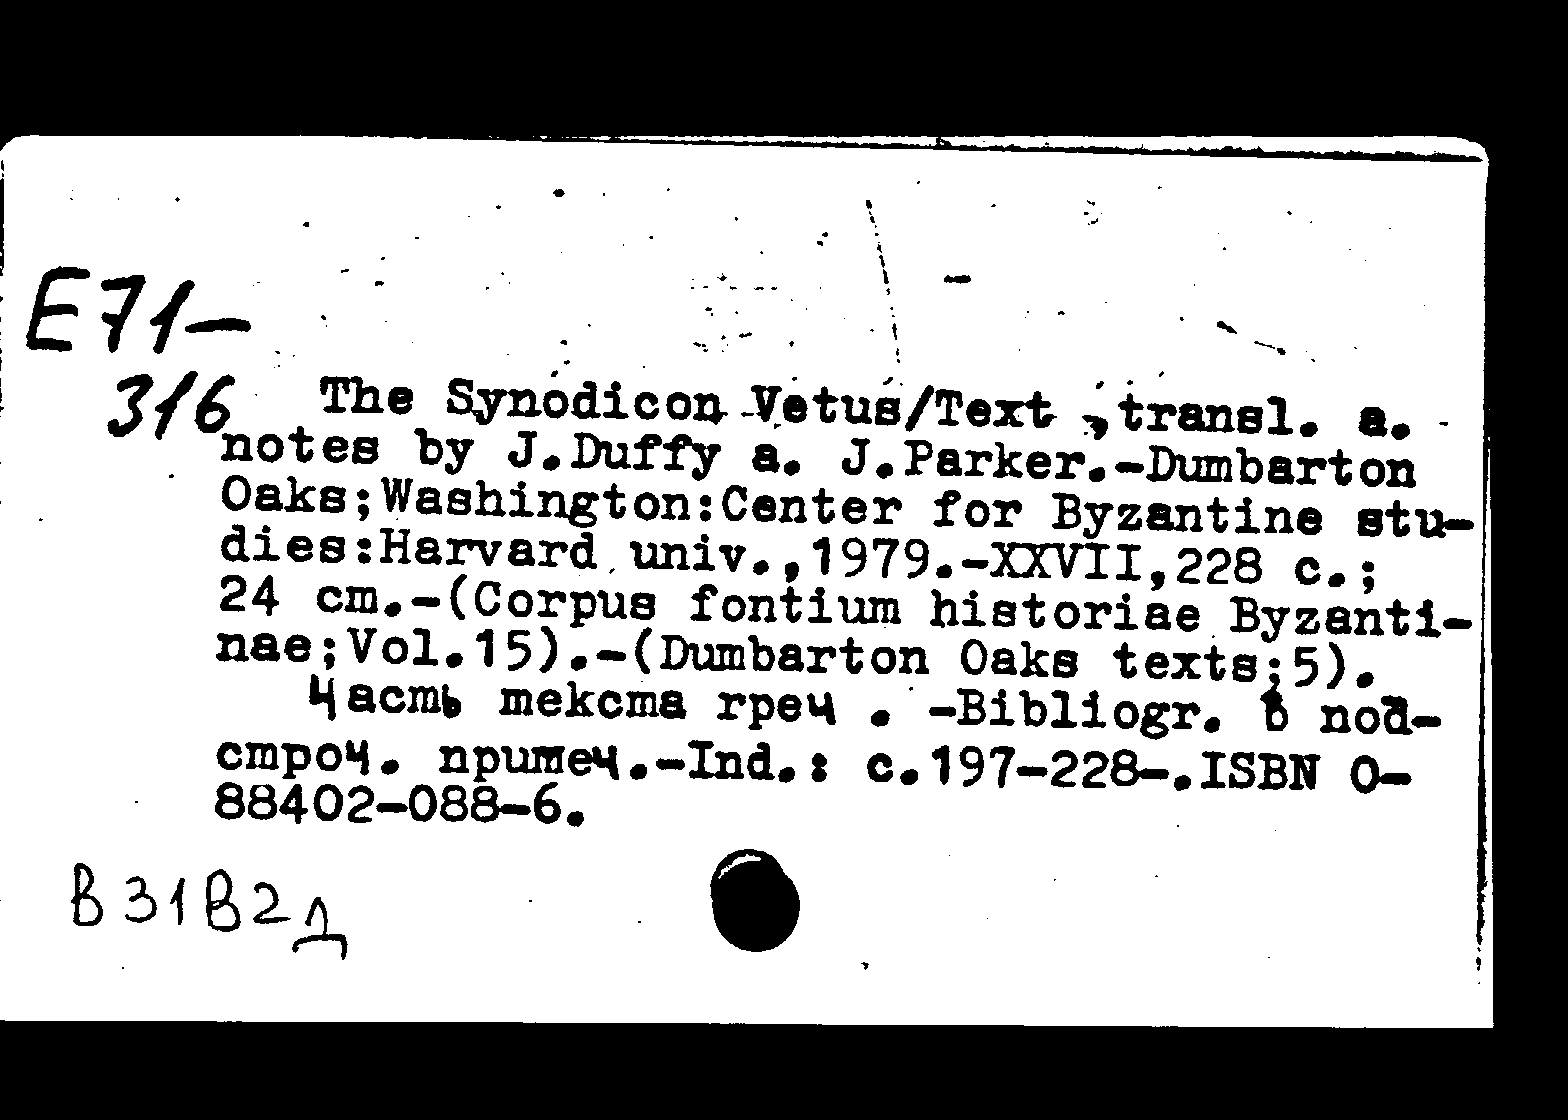 E71-
316
The Synodicon Vetus/Text , transl. a.
notes by J.Duffy a. J.Parker.-Dumbarton
Oaks;Washington:Center for Byzantine stu-
dies:Harvard univ.,1979.-XXVII,228 c.;
24 cm.-(Corpus fontium historiae Byzanti-
nae;Vol.15).-(Dumbarton Oaks texts;5).
Часть текста греч . -Bibliogr. в под-
строч. примеч.-Ind.: c.197-228-.ISBN 0-
88402-088-6.
В31В2д